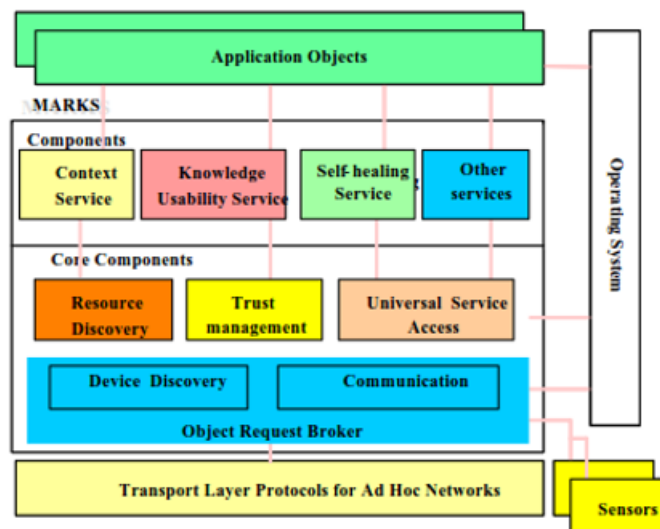 Application Objects
MARKS
Components
Context
Service
Knowledge
Usability Service
Self-healing
Service
Other
services
Operating System
Core Components
Resource
Discovery
Trust
management
Universal Service
Access
Device Discovery
Communication
Object Request Broker
Transport Layer Protocols for Ad Hoc Networks
Sensors